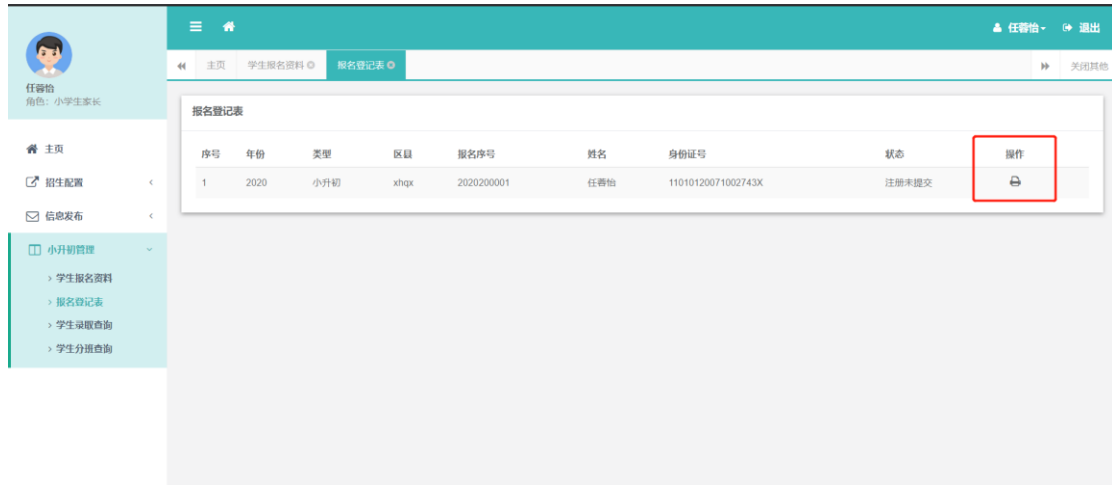 任蓉怡 退出
主页 学生报名资料 报名登记表 关闭其他
任蓉怡
角色：小学生家长
主页
招生配置
信息发布
小升初管理
学生报名资料
报名登记表
学生录取查询
学生分班查询
报名登记表
序号 年份 类型 区县 报名序号 姓名 身份证号 状态 操作
1 2020 小升初 xhqx 2020200001 任蓉怡 11010120071002743X 注册未提交